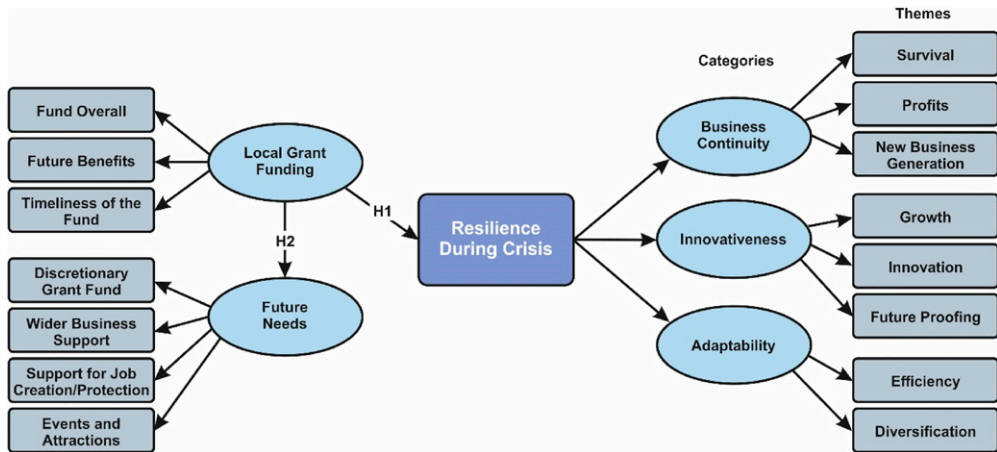 Themes
Categories
Survival
Profits
New Business
Generation
Business
Continuity
Fund Overall
Future Benefits
Timeliness of the
Fund
Local Grant
Funding
H1
H2
Resilience
During Crisis
Innovativeness
Growth
Innovation
Future Proofing
Discretionary
Grant Fund
Wider Business
Support
Support for Job
Creation/Protection
Events and
Attractions
Future
Needs
Adaptability
Efficiency
Diversification